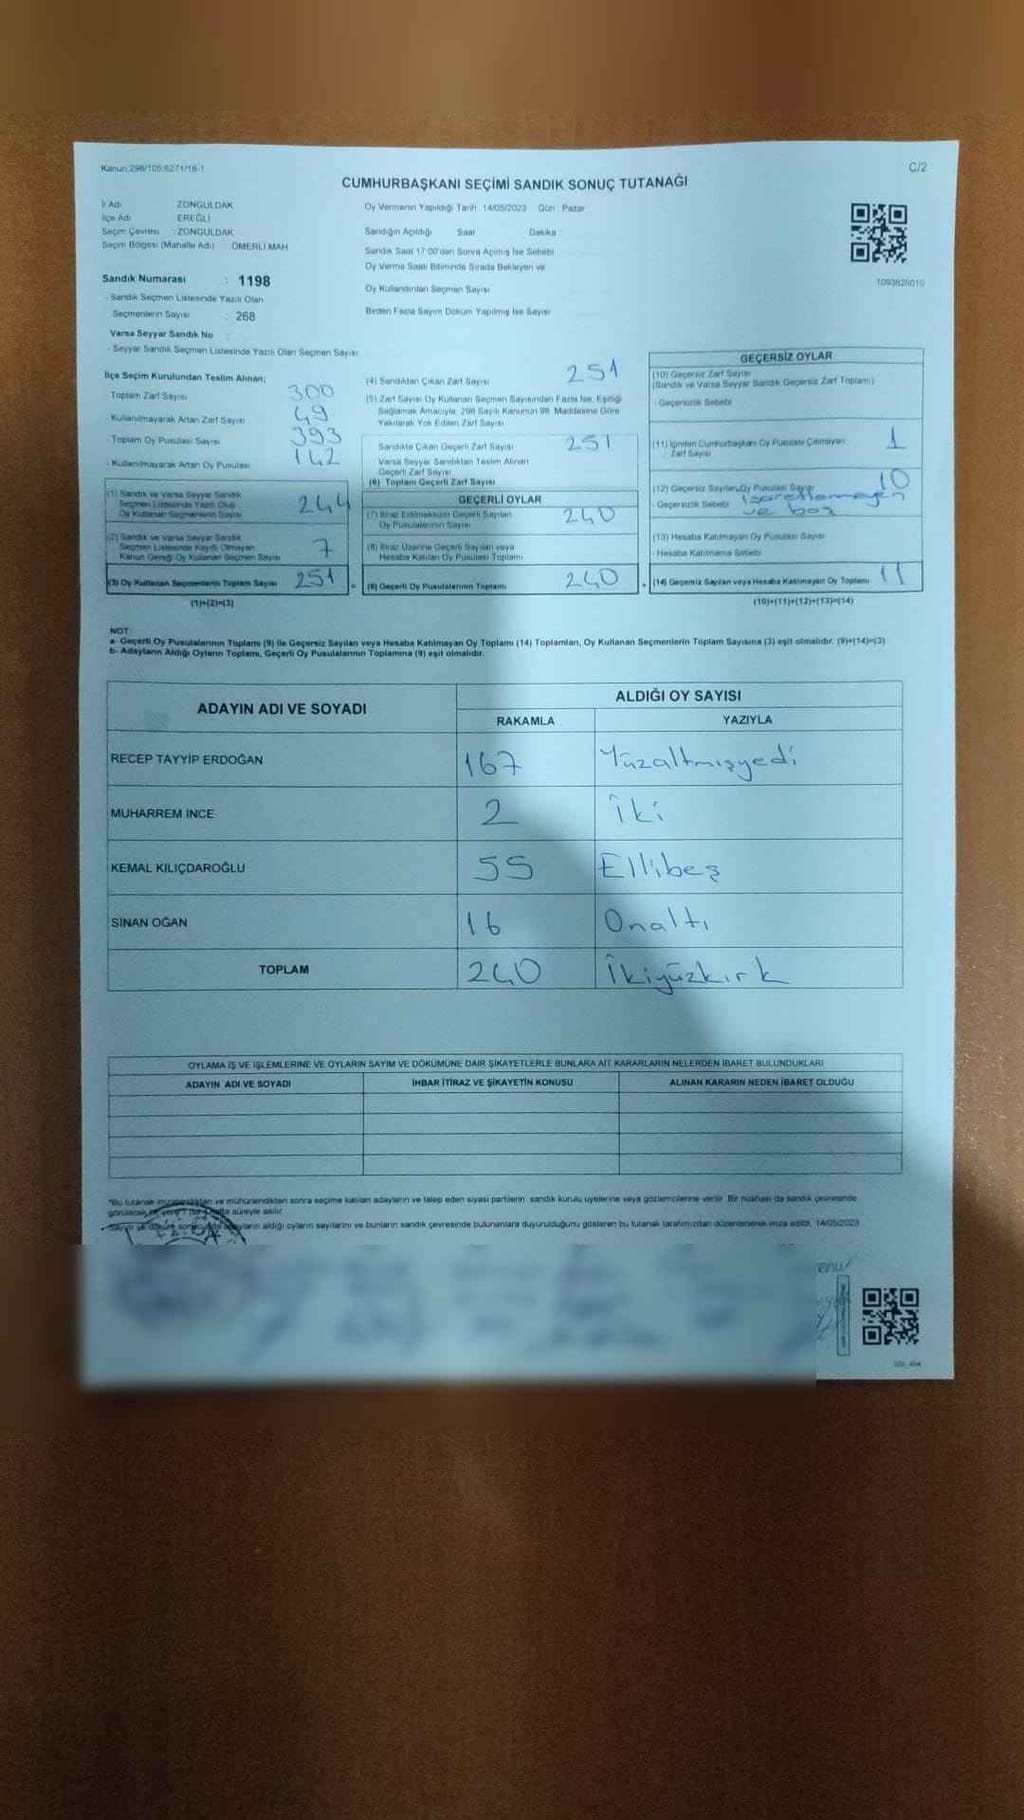 Kanun:298/105,6271/18-1
C/2
CUMHURBAŞKANI SEÇİMİ SANDIK SONUÇ TUTANAĞI
İl Adı ZONGULDAK
İlçe Adı EREĞLİ
Seçim Çevresi : ZONGULDAK
Seçim Bölgesi (Mahalle Adı) ÖMERLİ MAH
Oy Vermenin Yapıldığı Tarih 14/05/2023 Gün Pazar
Sandığın Açıldığı Saat Dakika
Sandık Saat 17:00'dan Sonra Açılmış İse Sebebi
Oy Verme Saati Bitiminde Sırada Bekleyen ve
Oy Kullandırılan Seçmen Sayısı
Birden Fazla Sayım Döküm Yapılmış İse Sayısı
1093626010
Sandık Numarası : 1198
- Sandık Seçmen Listesinde Yazılı Olan
Seçmenlerin Sayısı : 268
Varsa Seyyar Sandık No :
- Seyyar Sandık Seçmen Listesinde Yazılı Olan Seçmen Sayısı
İlçe Seçim Kurulundan Teslim Alınan;
Toplam Zarf Sayısı 300
- Kullanılmayarak Artan Zarf Sayısı 49
- Toplam Oy Pusulası Sayısı 393
- Kullanılmayarak Artan Oy Pusulası 142
(1) Sandık ve Varsa Seyyar Sandık
Seçmen Listesinde Yazılı Olup
Oy Kullanan Seçmenlerin Sayısı 244
(2) Sandık ve Varsa Seyyar Sandık
Seçmen Listesinde Kayıtlı Olmayan
Kanun Gereği Oy Kullanan Seçmen Sayısı 7
(3) Oy Kullanan Seçmenlerin Toplam Sayısı 251
(1)+(2)=(3)
(4) Sandıktan Çıkan Zarf Sayısı 251
(5) Zarf Sayısı Oy Kullanan Seçmen Sayısından Fazla İse, Eşitliği
Sağlamak Amacıyla, 298 Sayılı Kanunun 98. Maddesine Göre
Yakılarak Yok Edilen Zarf Sayısı
Sandıkta Çıkan Geçerli Zarf Sayısı 251
Varsa Seyyar Sandıktan Teslim Alınan
Geçerli Zarf Sayısı
(6) Toplam Geçerli Zarf Sayısı
GEÇERLİ OYLAR
(7) İtiraz Edilmeksizin Geçerli Sayılan
Oy Pusulalarının Sayısı 240
(8) İtiraz Üzerine Geçerli Sayılan veya
Hesaba Katılan Oy Pusulası Toplamı
(9) Geçerli Oy Pusulalarının Toplamı 240
GEÇERSİZ OYLAR
(10) Geçersiz Zarf Sayısı
(Sandık ve Varsa Seyyar Sandık Geçersiz Zarf Toplamı)
- Geçersizlik Sebebi
(11) İçinden Cumhurbaşkanı Oy Pusulası Çıkmayan
Zarf Sayısı 1
(12) Geçersiz Sayılan Oy Pusulası Sayısı 10
- Geçersizlik Sebebi işaretlemeyen
ve boş
(13) Hesaba Katılmayan Oy Pusulası Sayısı
- Hesaba Katılmama Sebebi
(14) Geçersiz Sayılan veya Hesaba Katılmayan Oy Toplamı 11
(10)+(11)+(12)+(13)=(14)
NOT:
a- Geçerli Oy Pusulalarının Toplamı (9) ile Geçersiz Sayılan veya Hesaba Katılmayan Oy Toplamı (14) Toplamları, Oy Kullanan Seçmenlerin Toplam Sayısına (3) eşit olmalıdır. (9)+(14)=(3)
b- Adayların Aldığı Oyların Toplamı, Geçerli Oy Pusulalarının Toplamına (9) eşit olmalıdır.
ADAYIN ADI VE SOYADI
ALDIĞI OY SAYISI
RAKAMLA YAZIYLA
RECEP TAYYİP ERDOĞAN 167 Yüzaltmışyedi
MUHARREM İNCE 2 İki
KEMAL KILIÇDAROĞLU 55 Ellibeş
SİNAN OĞAN 16 Onaltı
TOPLAM 240 İkiyüzkırk
OYLAMA İŞ VE İŞLEMLERİNE VE OYLARIN SAYIM VE DÖKÜMÜNE DAİR ŞİKAYETLERLE BUNLARA AİT KARARLARIN NELERDEN İBARET BULUNDUKLARI
ADAYIN ADI VE SOYADI İHBAR İTİRAZ VE ŞİKAYETİN KONUSU ALINAN KARARIN NEDEN İBARET OLDUĞU
*Bu tutanak imzalandıktan ve mühürlendikten sonra seçime katılan adayların ve talep eden siyasi partilerin sandık kurulu üyelerine veya gözlemcilerine verilir. Bir nüshası da sandık çevresinde
süreyle asılır
adayların aldığı oyların sayılarını ve bunların sandık çevresinde bulunanlara duyurulduğunu gösteren bu tutanak tarafımızdan düzenlenerek imza edildi. 14/05/2023